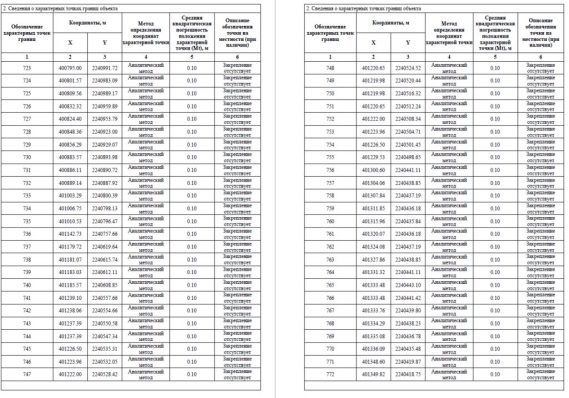 2. Сведения о характерных точках границ объекта
Обозначение характерных точек границ	Координаты, м	Метод определения координат характерной точки	Средняя квадратическая погрешность положения характерной точки (Mt), м	Описание обозначения точки на местности (при наличии)
X	Y
1	2	3	4	5	6
723	400795.00	2240991.72	Аналитический метод	0.10	Закрепление отсутствует
724	400801.57	2240983.09	Аналитический метод	0.10	Закрепление отсутствует
725	400809.56	2240989.17	Аналитический метод	0.10	Закрепление отсутствует
726	400832.32	2240959.89	Аналитический метод	0.10	Закрепление отсутствует
727	400824.40	2240953.79	Аналитический метод	0.10	Закрепление отсутствует
728	400848.36	2240923.00	Аналитический метод	0.10	Закрепление отсутствует
729	400856.29	2240929.07	Аналитический метод	0.10	Закрепление отсутствует
730	400883.57	2240893.98	Аналитический метод	0.10	Закрепление отсутствует
731	400886.11	2240890.72	Аналитический метод	0.10	Закрепление отсутствует
732	400889.14	2240887.92	Аналитический метод	0.10	Закрепление отсутствует
733	401003.29	2240800.39	Аналитический метод	0.10	Закрепление отсутствует
734	401006.75	2240798.13	Аналитический метод	0.10	Закрепление отсутствует
735	401010.53	2240796.47	Аналитический метод	0.10	Закрепление отсутствует
736	401142.73	2240757.66	Аналитический метод	0.10	Закрепление отсутствует
737	401179.72	2240619.64	Аналитический метод	0.10	Закрепление отсутствует
738	401181.07	2240615.74	Аналитический метод	0.10	Закрепление отсутствует
739	401183.03	2240612.11	Аналитический метод	0.10	Закрепление отсутствует
740	401185.57	2240608.85	Аналитический метод	0.10	Закрепление отсутствует
741	401239.10	2240557.66	Аналитический метод	0.10	Закрепление отсутствует
742	401238.06	2240554.66	Аналитический метод	0.10	Закрепление отсутствует
743	401237.39	2240550.58	Аналитический метод	0.10	Закрепление отсутствует
744	401237.39	2240547.34	Аналитический метод	0.10	Закрепление отсутствует
745	401226.50	2240535.31	Аналитический метод	0.10	Закрепление отсутствует
746	401223.96	2240532.05	Аналитический метод	0.10	Закрепление отсутствует
747	401222.00	2240528.42	Аналитический метод	0.10	Закрепление отсутствует
2. Сведения о характерных точках границ объекта
Обозначение характерных точек границ	Координаты, м	Метод определения координат характерной точки	Средняя квадратическая погрешность положения характерной точки (Mt), м	Описание обозначения точки на местности (при наличии)
X	Y
1	2	3	4	5	6
748	401220.65	2240524.52	Аналитический метод	0.10	Закрепление отсутствует
749	401219.98	2240520.44	Аналитический метод	0.10	Закрепление отсутствует
750	401219.98	2240516.32	Аналитический метод	0.10	Закрепление отсутствует
751	401220.65	2240512.24	Аналитический метод	0.10	Закрепление отсутствует
752	401222.00	2240508.34	Аналитический метод	0.10	Закрепление отсутствует
753	401223.96	2240504.71	Аналитический метод	0.10	Закрепление отсутствует
754	401226.50	2240501.45	Аналитический метод	0.10	Закрепление отсутствует
755	401229.53	2240498.65	Аналитический метод	0.10	Закрепление отсутствует
756	401300.60	2240441.11	Аналитический метод	0.10	Закрепление отсутствует
757	401304.06	2240438.85	Аналитический метод	0.10	Закрепление отсутствует
758	401307.84	2240437.19	Аналитический метод	0.10	Закрепление отсутствует
759	401311.85	2240436.18	Аналитический метод	0.10	Закрепление отсутствует
760	401315.96	2240435.84	Аналитический метод	0.10	Закрепление отсутствует
761	401320.07	2240436.18	Аналитический метод	0.10	Закрепление отсутствует
762	401324.08	2240437.19	Аналитический метод	0.10	Закрепление отсутствует
763	401327.86	2240438.85	Аналитический метод	0.10	Закрепление отсутствует
764	401331.32	2240441.11	Аналитический метод	0.10	Закрепление отсутствует
765	401333.48	2240443.10	Аналитический метод	0.10	Закрепление отсутствует
766	401333.48	2240441.42	Аналитический метод	0.10	Закрепление отсутствует
767	401333.76	2240439.80	Аналитический метод	0.10	Закрепление отсутствует
768	401334.29	2240438.23	Аналитический метод	0.10	Закрепление отсутствует
769	401335.08	2240436.78	Аналитический метод	0.10	Закрепление отсутствует
770	401336.09	2240435.48	Аналитический метод	0.10	Закрепление отсутствует
771	401348.60	2240419.87	Аналитический метод	0.10	Закрепление отсутствует
772	401349.82	2240418.75	Аналитический метод	0.10	Закрепление отсутствует